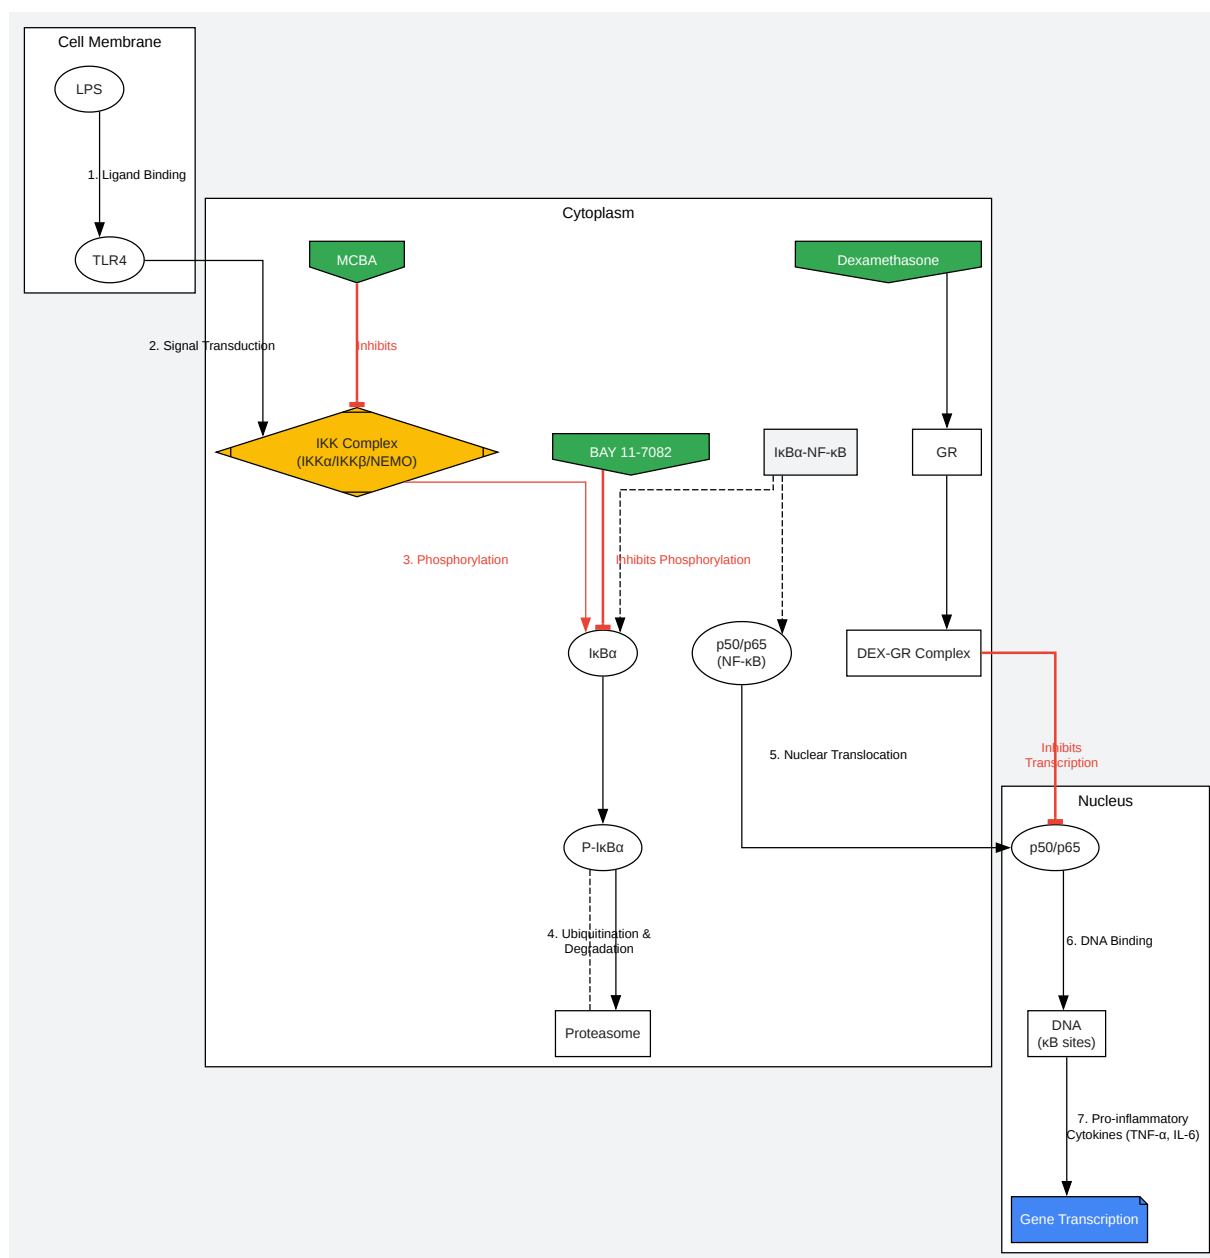 Cell Membrane
LPS
1. Ligand Binding
TLR4
Cytoplasm
MCBA
Dexamethasone
2. Signal Transduction
Inhibits
IKK Complex
(IKKα/IKKβ/NEMO)
BAY 11-7082
IκBα-NF-κB
GR
3. Phosphorylation
Inhibits Phosphorylation
IκBα
p50/p65
(NF-κB)
DEX-GR Complex
5. Nuclear Translocation
Inhibits
Transcription
Nucleus
P-IκBα
p50/p65
4. Ubiquitination &
Degradation
6. DNA Binding
Proteasome
DNA
(κB sites)
7. Pro-inflammatory
Cytokines (TNF-α, IL-6)
Gene Transcription